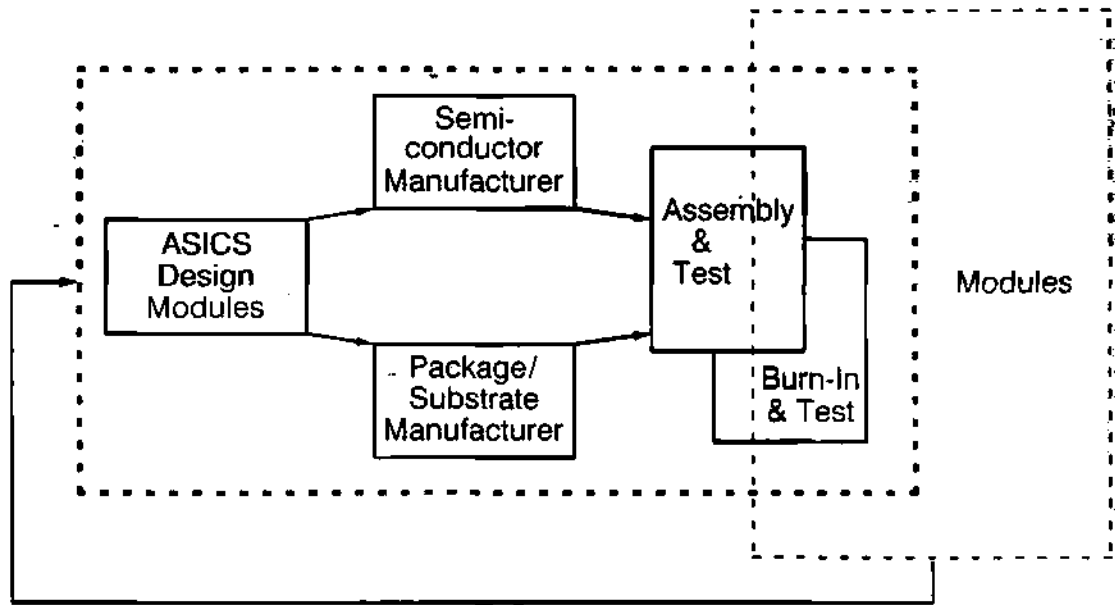 Semi-
conductor
Manufacturer
ASICS
Design
Modules
Assembly
&
Test
Modules
Package/
Substrate
Manufacturer
Burn-In
& Test